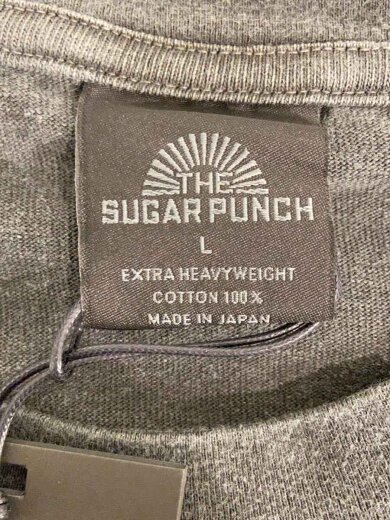 THE
SUGAR PUNCH
L
EXTRA HEAVYWEIGHT
COTTON 100%
MADE IN JAPAN